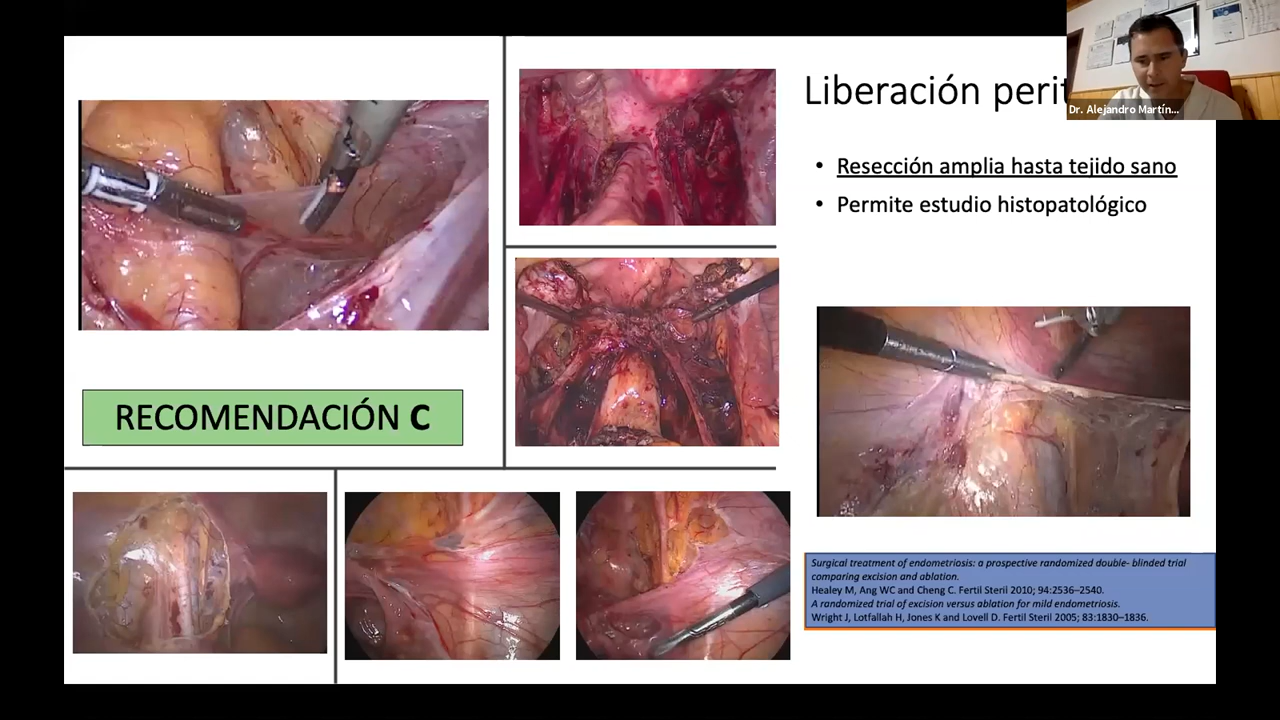 Liberación perit
Dr. Alejandro Martín...
• Resección amplia hasta tejido sano
• Permite estudio histopatológico
RECOMENDACIÓN C
Surgical treatment of endometriosis: a prospective randomized double- blinded trial
comparing excision and ablation.
Healey M, Ang WC and Cheng C. Fertil Steril 2010; 94:2536–2540.
A randomized trial of excision versus ablation for mild endometriosis.
Wright J, Lotfallah H, Jones K and Lovell D. Fertil Steril 2005; 83:1830–1836.